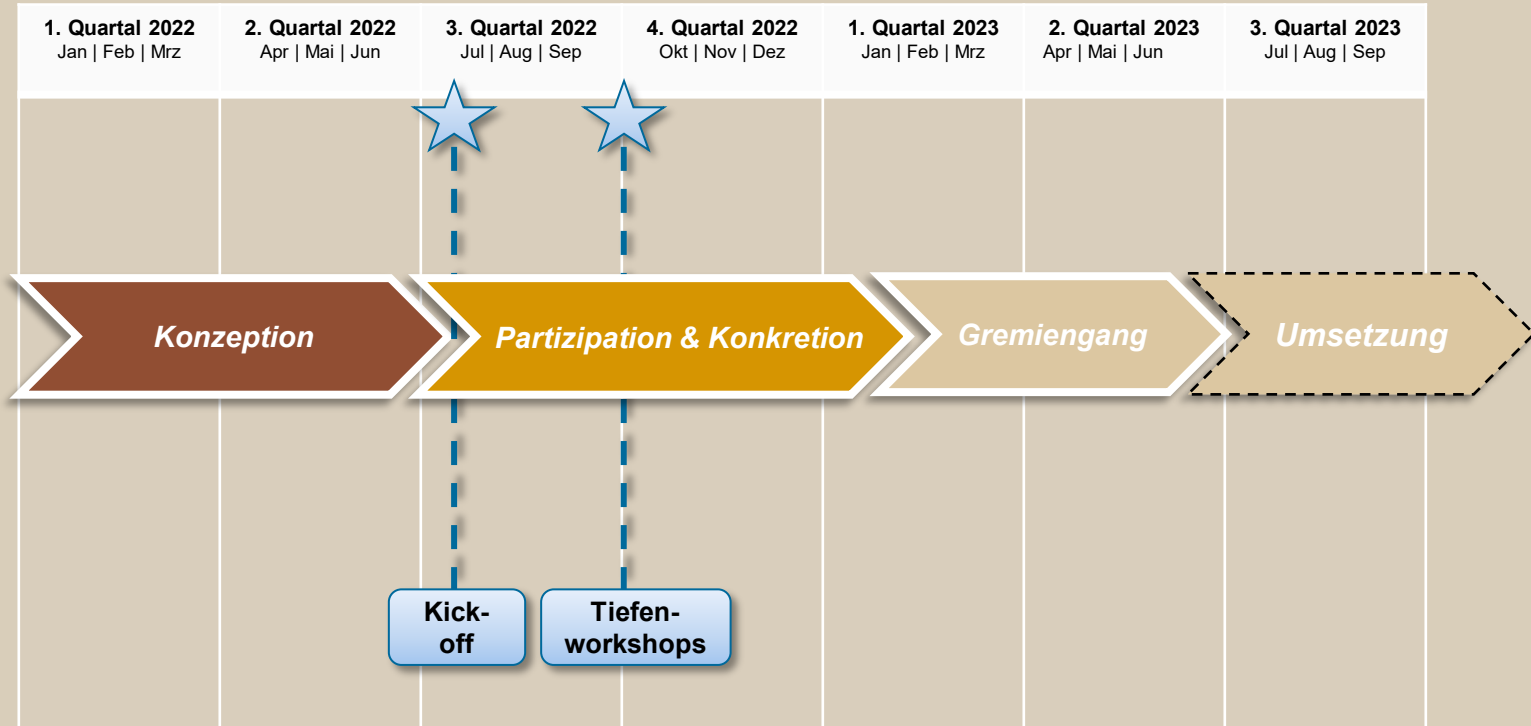 1. Quartal 2022
Jan | Feb | Mrz
2. Quartal 2022
Apr | Mai | Jun
3. Quartal 2022
Jul | Aug | Sep
4. Quartal 2022
Okt | Nov | Dez
1. Quartal 2023
Jan | Feb | Mrz
2. Quartal 2023
Apr | Mai | Jun
3. Quartal 2023
Jul | Aug | Sep
Konzeption
Partizipation & Konkretion
Gremiengang
Umsetzung
Kick-
off
Tiefen-
workshops